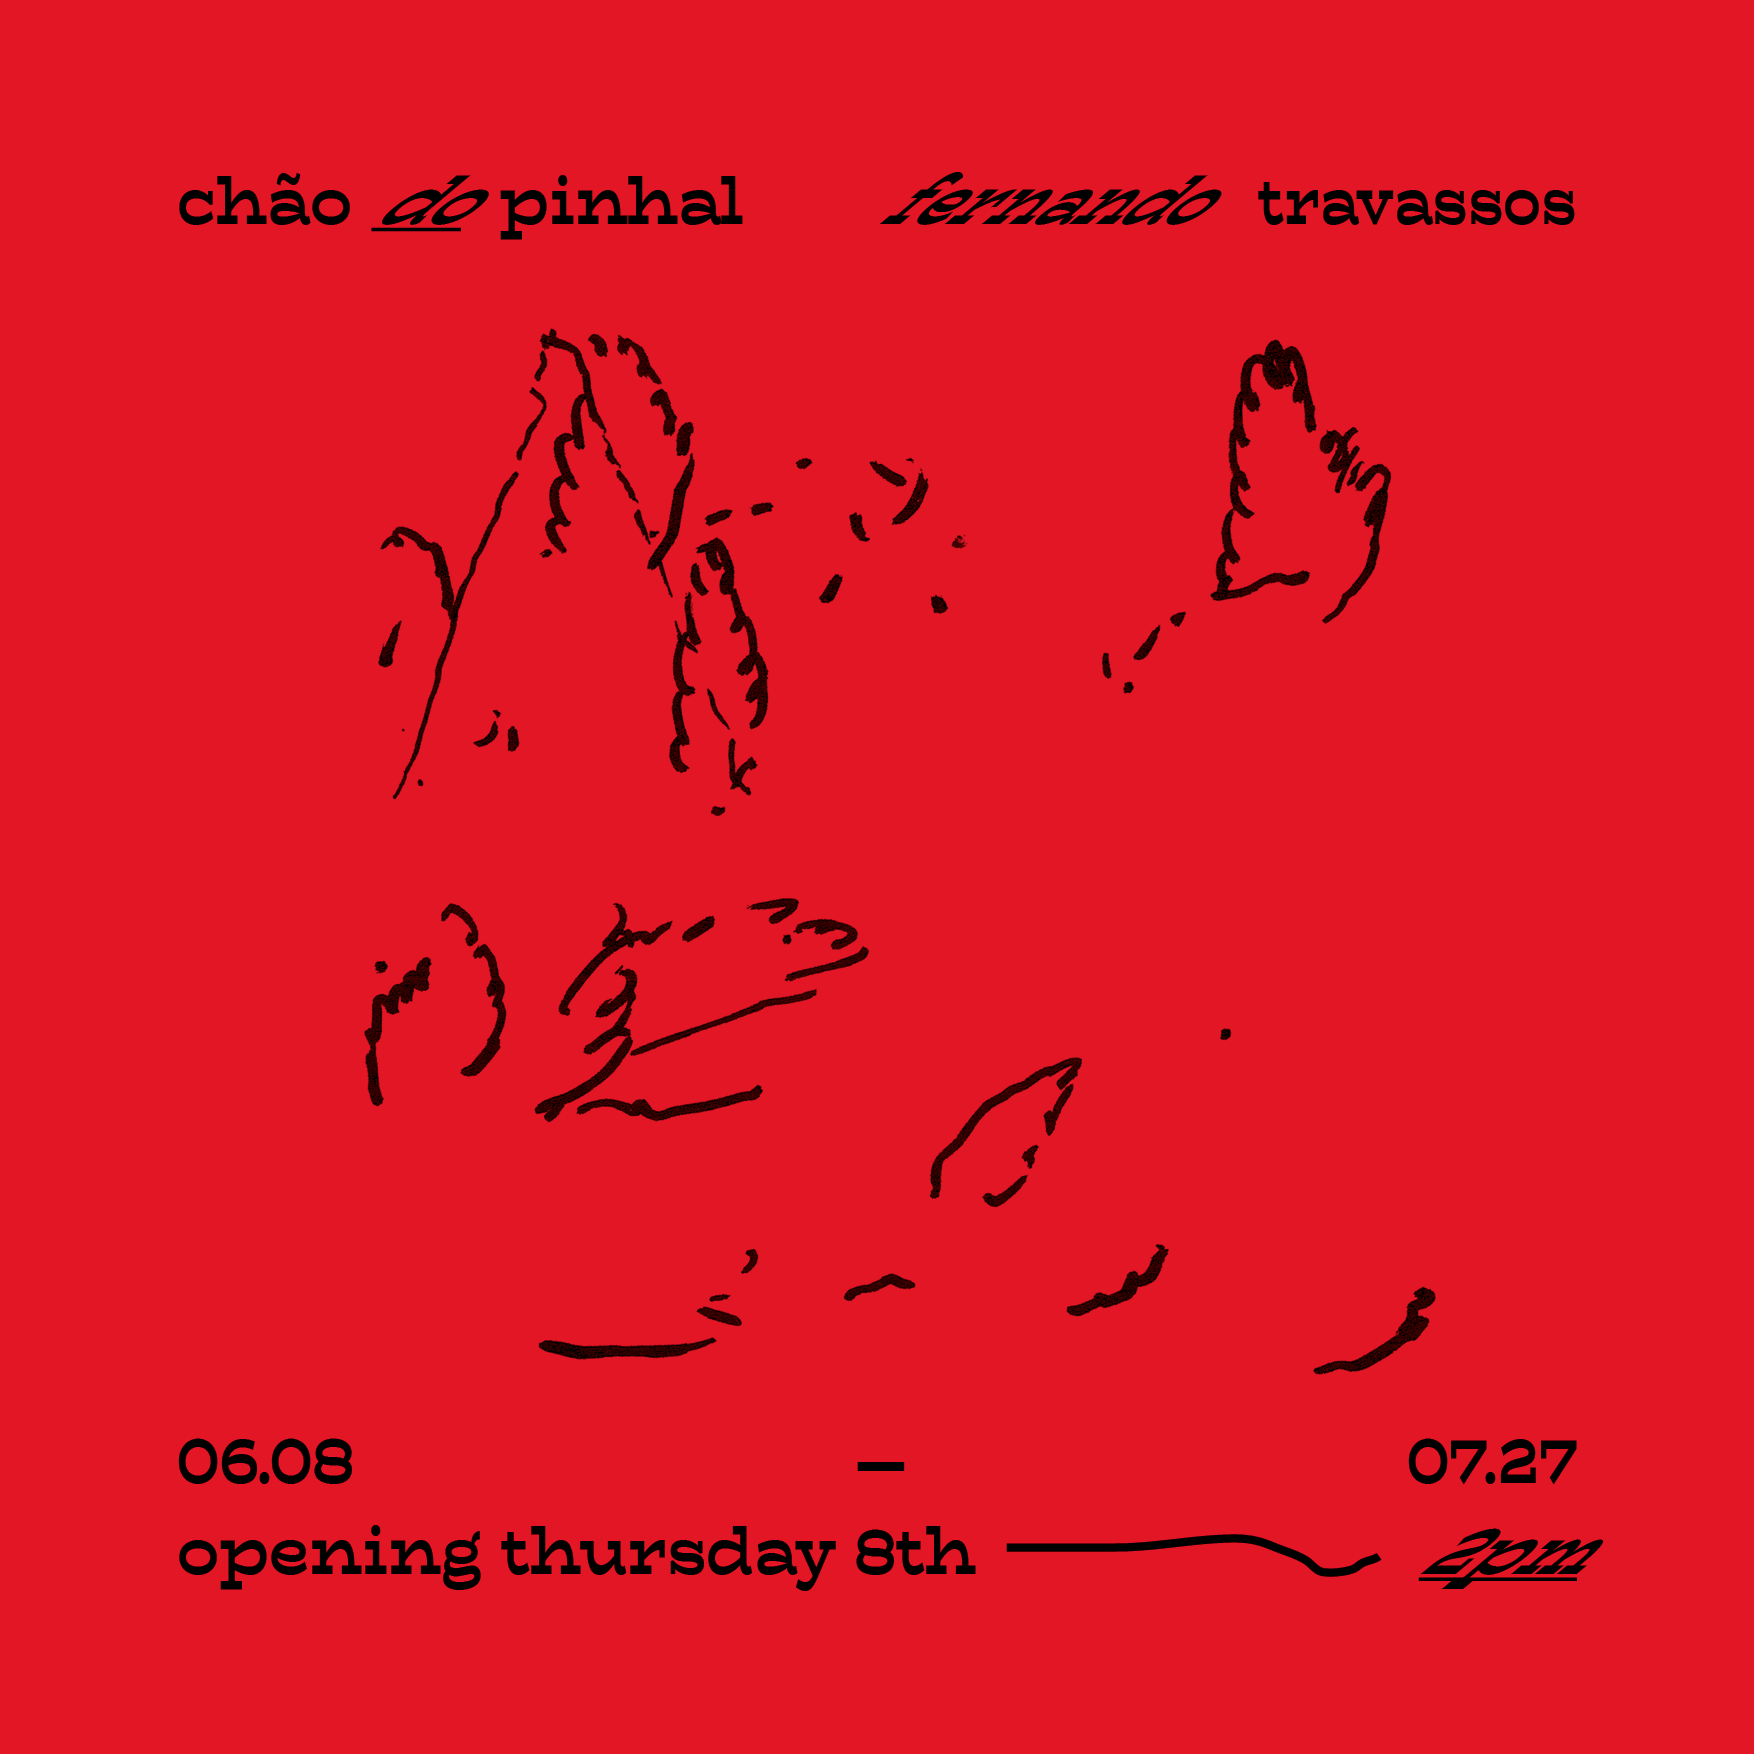 chão do pinhal fernando travassos
06.08 – 07.27
opening thursday 8th 2pm